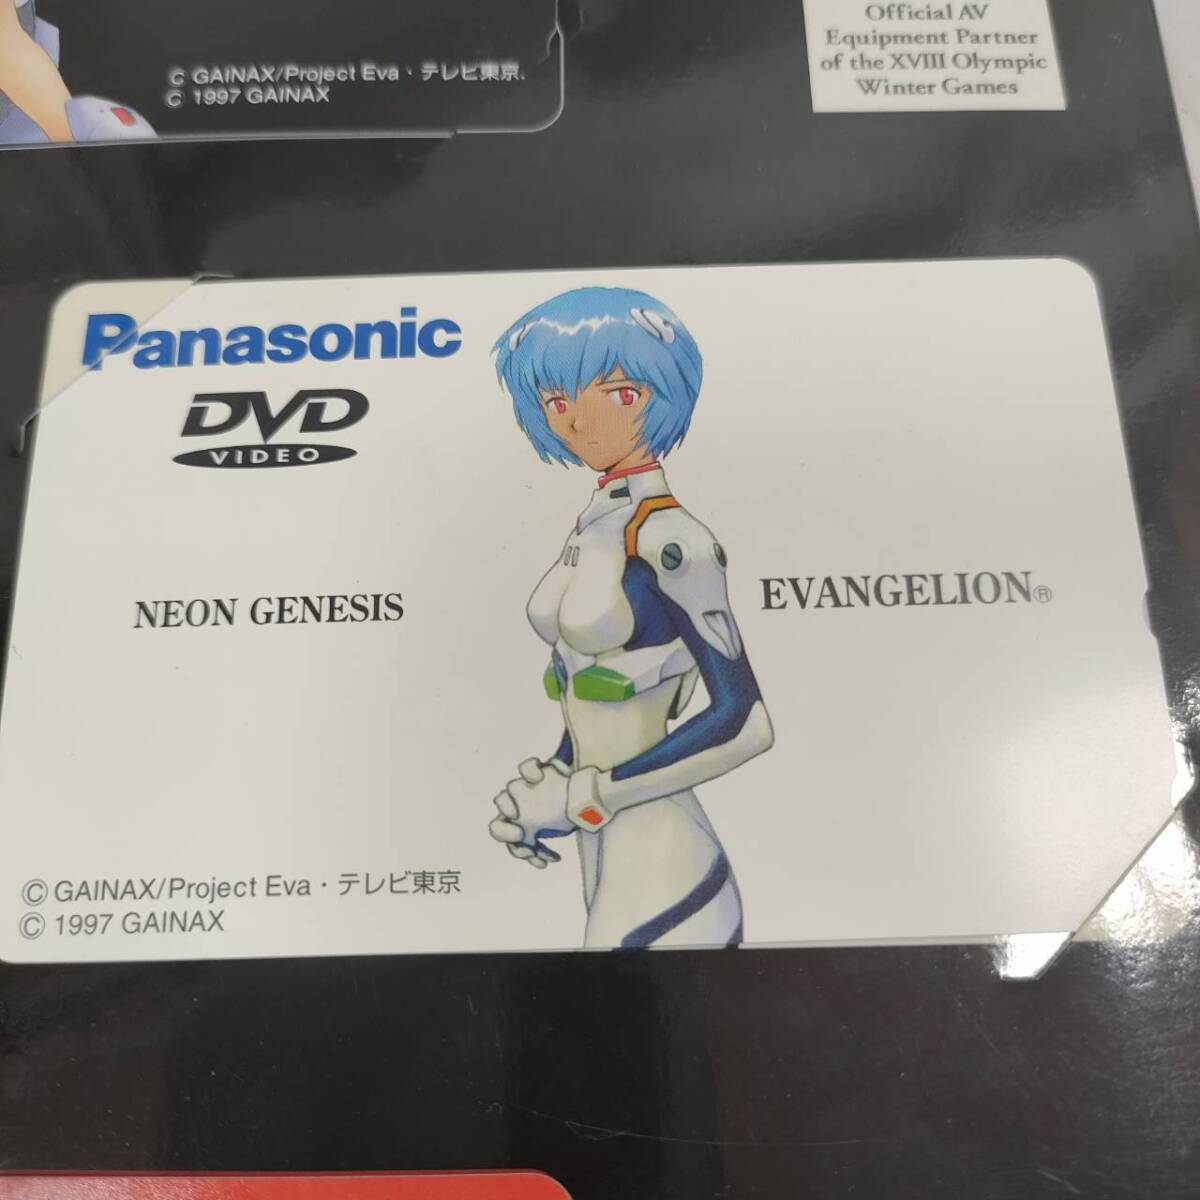 © GAINAX/Project Eva・テレビ東京.
© 1997 GAINAX
Official AV
Equipment Partner
of the XVIII Olympic
Winter Games
Panasonic
DVD
VIDEO
00
NEON GENESIS
EVANGELION®
© GAINAX/Project Eva・テレビ東京
© 1997 GAINAX